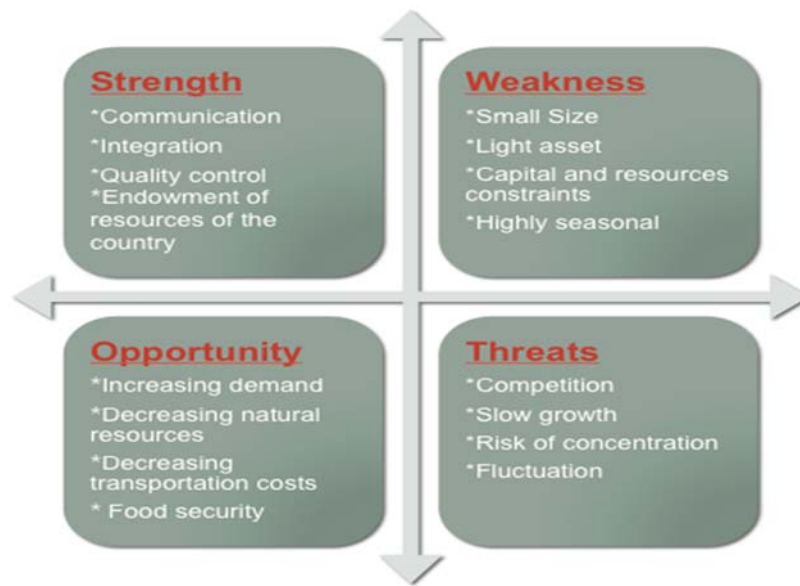 Strength
*Communication
*Integration
*Quality control
*Endowment of
resources of the
country
Weakness
*Small Size
*Light asset
*Capital and resources
constraints
*Highly seasonal
Opportunity
*Increasing demand
*Decreasing natural
resources
*Decreasing
transportation costs
* Food security
Threats
*Competition
*Slow growth
*Risk of concentration
*Fluctuation